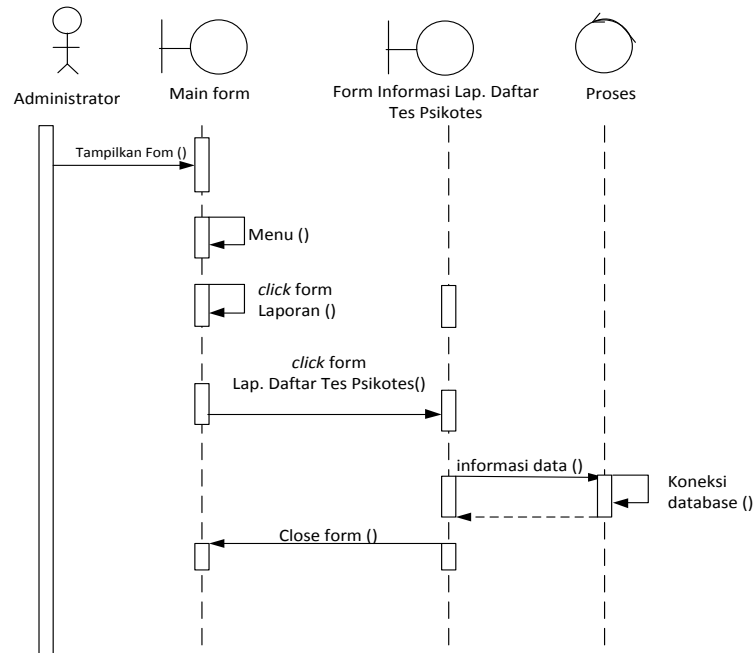 Administrator
Main form
Form Informasi Lap. Daftar
Tes Psikotes
Proses
Tampilkan Fom ()
Menu ()
click form
Laporan ()
click form
Lap. Daftar Tes Psikotes()
informasi data ()
Koneksi
database ()
Close form ()